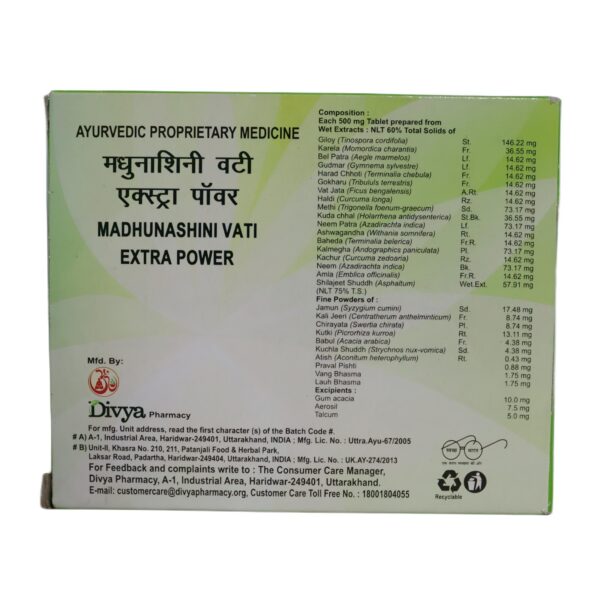 AYURVEDIC PROPRIETARY MEDICINE
मधुनाशिनी वटी
एक्स्ट्रा पॉवर
MADHUNASHINI VATI
EXTRA POWER
Composition :
Each 500 mg Tablet prepared from
Wet Extracts : NLT 60% Total Solids of
Giloy (Tinospora cordifolia) St. 146.22 mg
Karela (Momordica charantia) Fr. 36.55 mg
Bel Patra (Aegle marmelos) Lf. 14.62 mg
Gudmar (Gymnema sylvestre) Lf. 14.62 mg
Harad Chhoti (Terminalia chebula) Fr. 14.62 mg
Gokharu (Tribulus terrestris) Fr. 14.62 mg
Vat Jata (Ficus bengalensis) A.Rt. 14.62 mg
Haldi (Curcuma longa) Rz. 14.62 mg
Methi (Trigonella foenum-graecum) Sd. 73.17 mg
Kuda chhal (Holarrhena antidysenterica) St.Bk. 36.55 mg
Neem Patra (Azadirachta indica) Lf. 73.17 mg
Ashwagandha (Withania somnifera) Rt. 14.62 mg
Baheda (Terminalia belerica) Fr.R. 14.62 mg
Kalmegha (Andographics paniculata) Pl. 73.17 mg
Kachur (Curcuma zedoaria) Rz. 14.62 mg
Neem (Azadirachta indica) Bk. 73.17 mg
Amla (Emblica officinalis) Fr.R. 14.62 mg
Shilajeet Shuddh (Asphaltum) Wet.Ext. 57.91 mg
(NLT 75% T.S.)
Fine Powders of :
Jamun (Syzygium cumini) Sd. 17.48 mg
Kali Jeeri (Centratherum anthelminticum) Fr. 8.74 mg
Chirayata (Swertia chirata) Pl. 8.74 mg
Kutki (Picrorhiza kurroa) Rt. 13.11 mg
Babul (Acacia arabica) Fr. 4.38 mg
Kuchla Shuddh (Strychnos nux-vomica) Sd. 4.38 mg
Atish (Aconitum heterophyllum) Rt. 0.43 mg
Praval Pishti 0.88 mg
Vang Bhasma 1.75 mg
Lauh Bhasma 1.75 mg
Excipients :
Gum acacia 10.0 mg
Aerosil 7.5 mg
Talcum 5.0 mg
Mfd. By:
Divya Pharmacy
For mfg. Unit address, read the first character (s) of the Batch Code #.
# A) A-1, Industrial Area, Haridwar-249401, Uttarakhand, INDIA ; Mfg. Lic. No. : Uttra.Ayu-67/2005
# B) Unit-II, Khasra No. 210, 211, Patanjali Food & Herbal Park,
Laksar Road, Padartha, Haridwar-249404, Uttarakhand, INDIA ; Mfg. Lic. No. : UK.AY-274/2013
For Feedback and complaints write to : The Consumer Care Manager,
Divya Pharmacy, A-1, Industrial Area, Haridwar-249401, Uttarakhand.
E-mail: customercare@divyapharmacy.org, Customer Care Toll Free No. : 18001804055
स्वच्छ भारत
एक कदम स्वच्छता की ओर
Recyclable